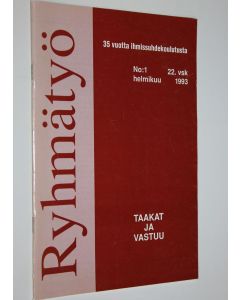 Ryhmätyö
35 vuotta ihmissuhdekoulutusta
No:1 22. vsk
helmikuu 1993
TAAKAT
JA
VASTUU